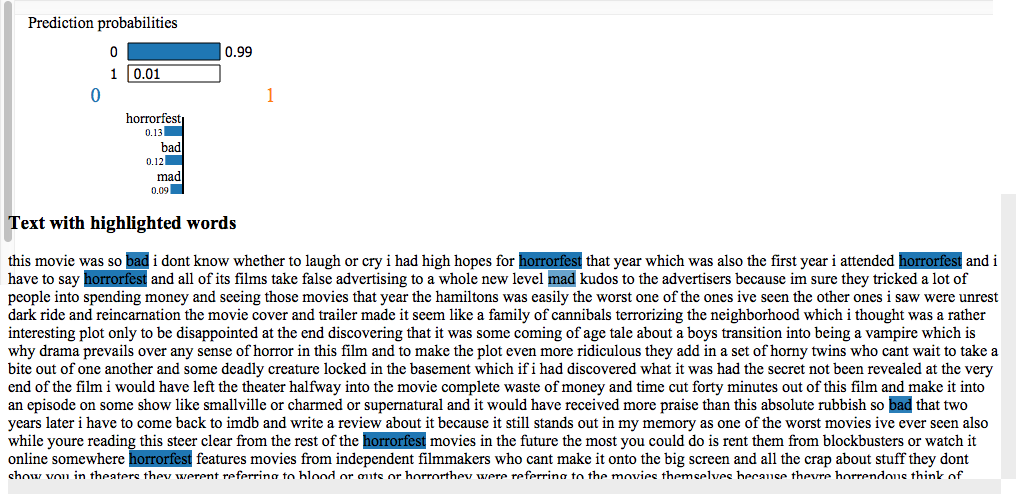 Prediction probabilities
0 0.99
1 0.01
0 1
horrorfest
0.13
bad
0.12
mad
0.09
Text with highlighted words
this movie was so bad i dont know whether to laugh or cry i had high hopes for horrorfest that year which was also the first year i attended horrorfest and i
have to say horrorfest and all of its films take false advertising to a whole new level mad kudos to the advertisers because im sure they tricked a lot of
people into spending money and seeing those movies that year the hamiltons was easily the worst one of the ones ive seen the other ones i saw were unrest
dark ride and reincarnation the movie cover and trailer made it seem like a family of cannibals terrorizing the neighborhood which i thought was a rather
interesting plot only to be disappointed at the end discovering that it was some coming of age tale about a boys transition into being a vampire which is
why drama prevails over any sense of horror in this film and to make the plot even more ridiculous they add in a set of horny twins who cant wait to take a
bite out of one another and some deadly creature locked in the basement which if i had discovered what it was had the secret not been revealed at the very
end of the film i would have left the theater halfway into the movie complete waste of money and time cut forty minutes out of this film and make it into
an episode on some show like smallville or charmed or supernatural and it would have received more praise than this absolute rubbish so bad that two
years later i have to come back to imdb and write a review about it because it still stands out in my memory as one of the worst movies ive ever seen also
while youre reading this steer clear from the rest of the horrorfest movies in the future the most you could do is rent them from blockbusters or watch it
online somewhere horrorfest features movies from independent filmmakers who cant make it onto the big screen and all the crap about stuff they dont
show you in theaters they werent referring to blood or guts or horrorthey were referring to the movies themselves because theyre horrendous think of